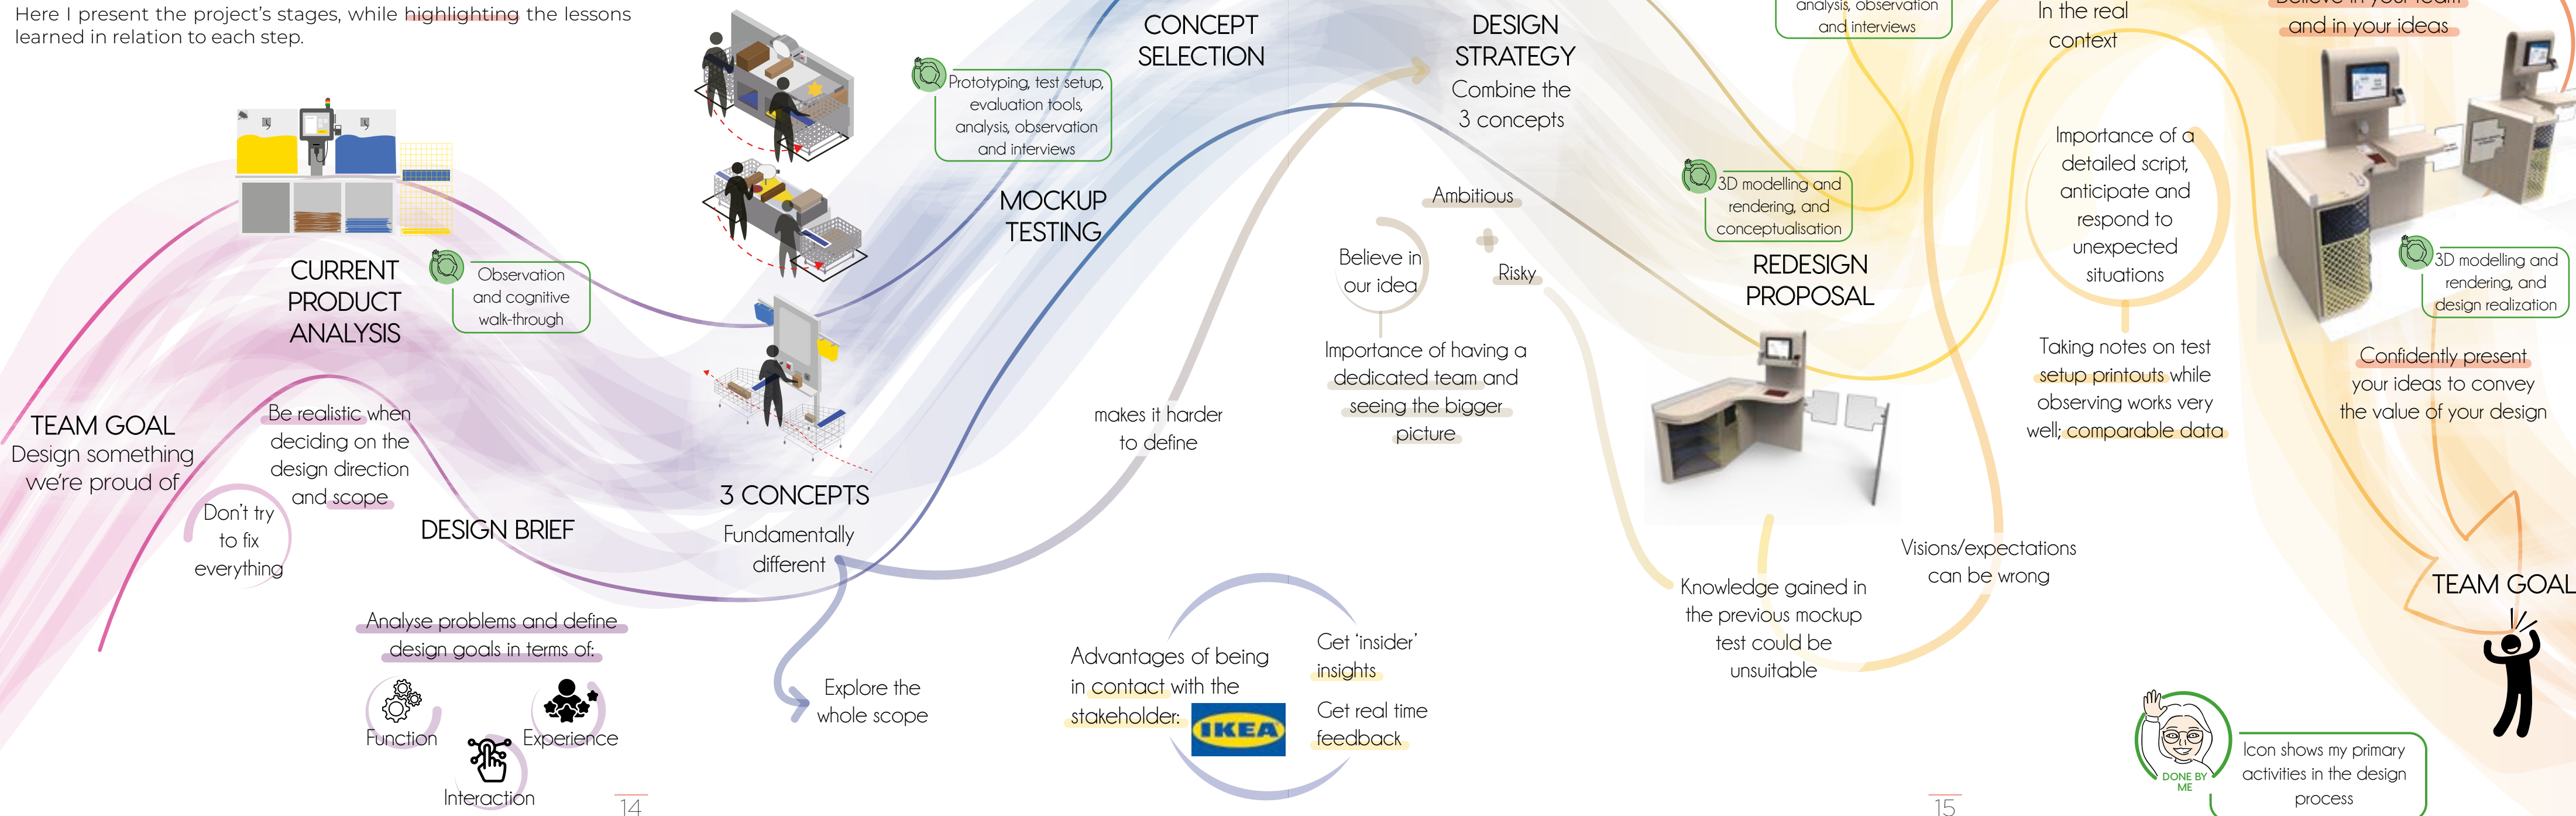 Here I present the project's stages, while highlighting the lessons
learned in relation to each step.
TEAM GOAL
Design something
we're proud of
CURRENT
PRODUCT
ANALYSIS
Observation
and cognitive
walk-through
Be realistic when
deciding on the
design direction
and scope
Don't try
to fix
everything
DESIGN BRIEF
Analyse problems and define
design goals in terms of:
Function
Experience
Interaction
14
3 CONCEPTS
Fundamentally
different
Explore the
whole scope
makes it harder
to define
Prototyping, test setup,
evaluation tools,
analysis, observation
and interviews
MOCKUP
TESTING
CONCEPT
SELECTION
Advantages of being
in contact with the
stakeholder:
IKEA
Get 'insider'
insights
Get real time
feedback
DESIGN
STRATEGY
Combine the
3 concepts
Ambitious
Risky
Believe in
our idea
Importance of having a
dedicated team and
seeing the bigger
picture
3D modelling and
rendering, and
conceptualisation
REDESIGN
PROPOSAL
Knowledge gained in
the previous mockup
test could be
unsuitable
Visions/expectations
can be wrong
analysis, observation
and interviews
In the real
context
Importance of a
detailed script,
anticipate and
respond to
unexpected
situations
Taking notes on test
setup printouts while
observing works very
well; comparable data
Believe in your team
and in your ideas
3D modelling and
rendering, and
design realization
Confidently present
your ideas to convey
the value of your design
TEAM GOAL
DONE BY
ME
Icon shows my primary
activities in the design
process
15